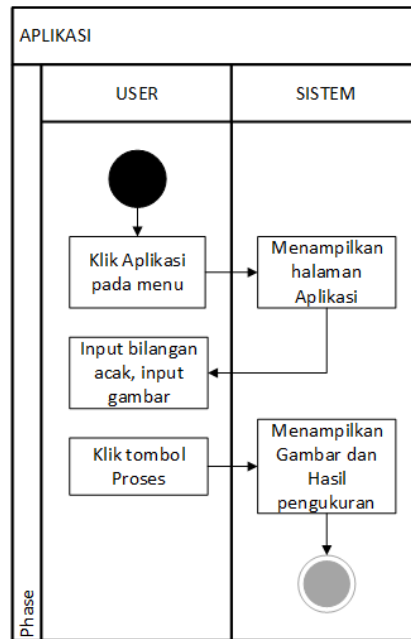 APLIKASI
USER
SISTEM
Klik Aplikasi
pada menu
Menampilkan
halaman
Aplikasi
Input bilangan
acak, input
gambar
Klik tombol
Proses
Menampilkan
Gambar dan
Hasil
pengukuran
Phase